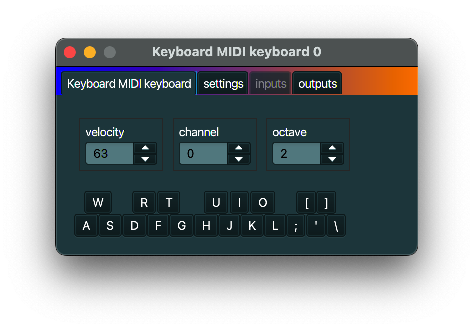 Keyboard MIDI keyboard 0
Keyboard MIDI keyboard settings inputs outputs
velocity channel octave
63 0 2
W R T U I O [ ]
A S D F G H J K L ; ' \